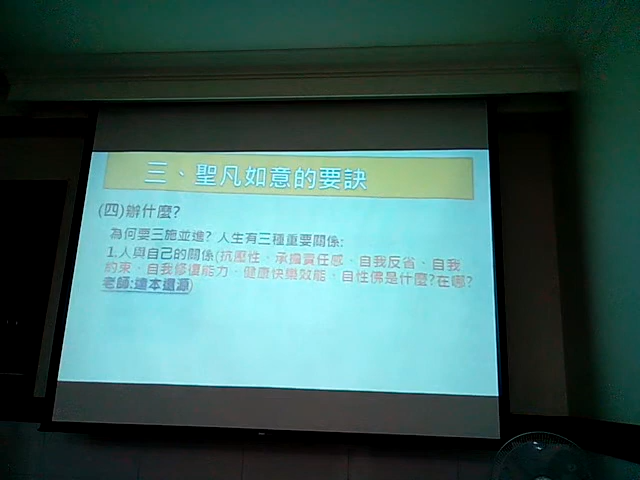 三、聖凡如意的要訣
(四)辦什麼?
為何要三施並進? 人生有三種重要關係:
1.人與自己的關係(抗壓性、承擔責任感、自我反省、自我
約束、自我修復能力、健康快樂效能、自性佛是什麼?在哪?
老師:這本還源)